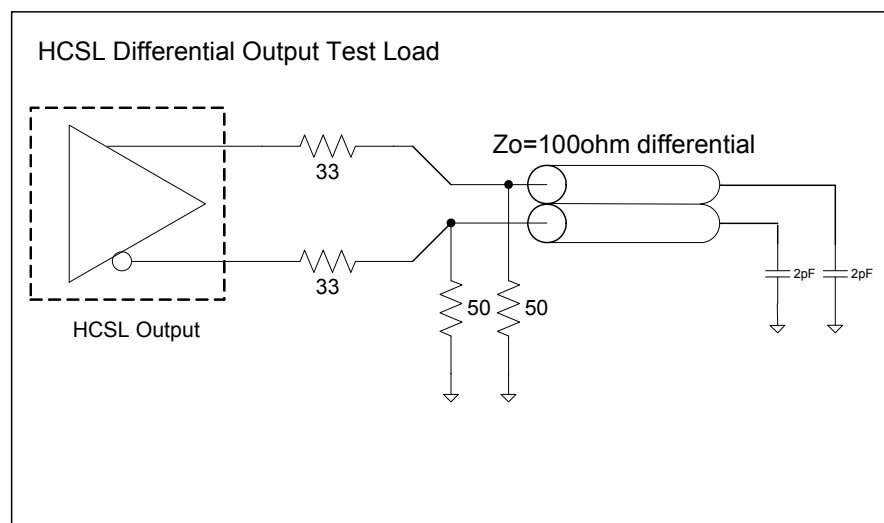 HCSL Differential Output Test Load
Zo=100ohm differential
33
33
50
50
2pF
2pF
HCSL Output